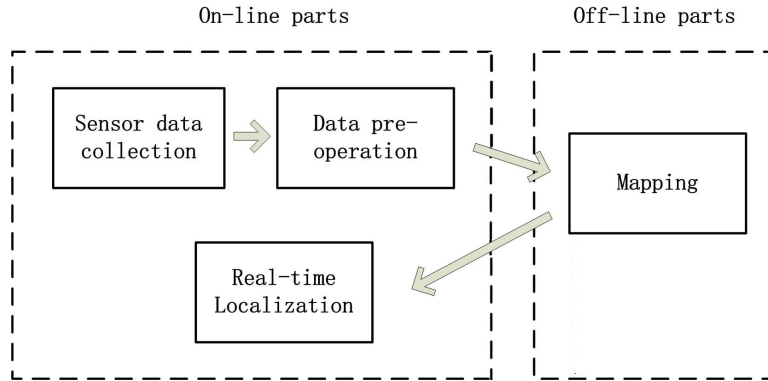 On-line parts
Off-line parts
Sensor data
collection
Data pre-
operation
Mapping
Real-time
Localization